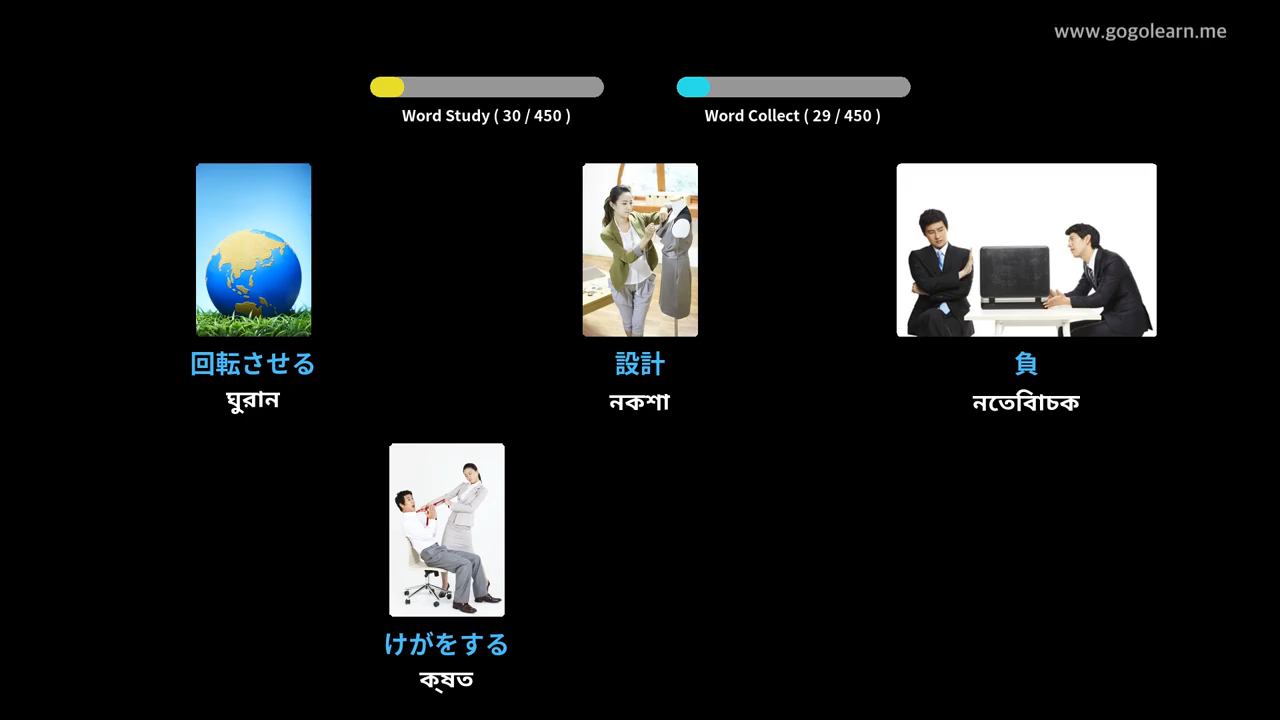 www.gogolearn.me
Word Study ( 30 / 450 )
Word Collect ( 29 / 450 )
回転させる
設計
負
ঘুরান
নকশা
নতেবিাচক
けがをする
ক্ষত